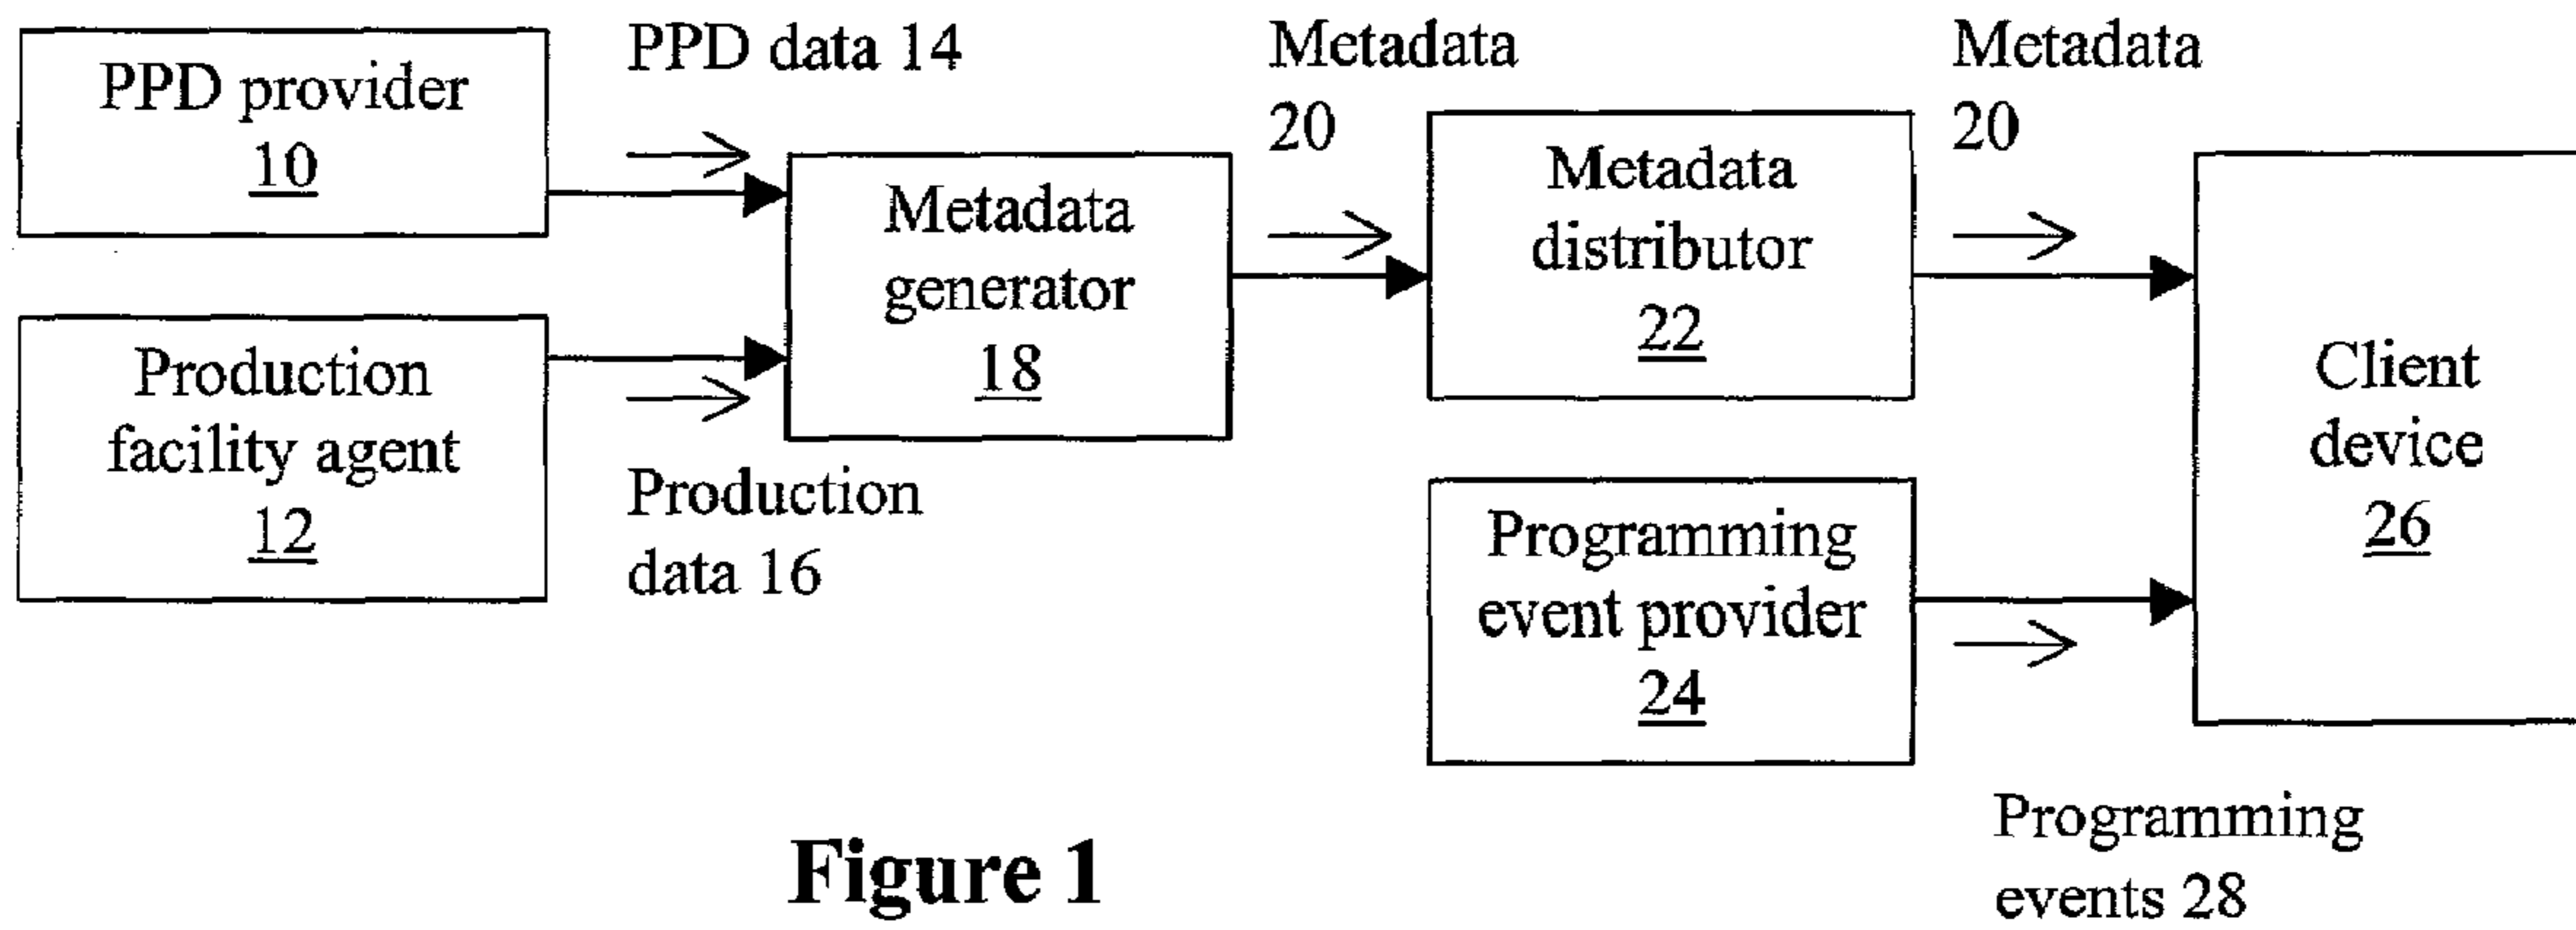 PPD provider
10
PPD data 14
Production
facility agent
12
Production
data 16
Metadata
generator
18
Metadata
20
Metadata
distributor
22
Metadata
20
Programming
event provider
24
Programming
events 28
Client
device
26
Figure 1